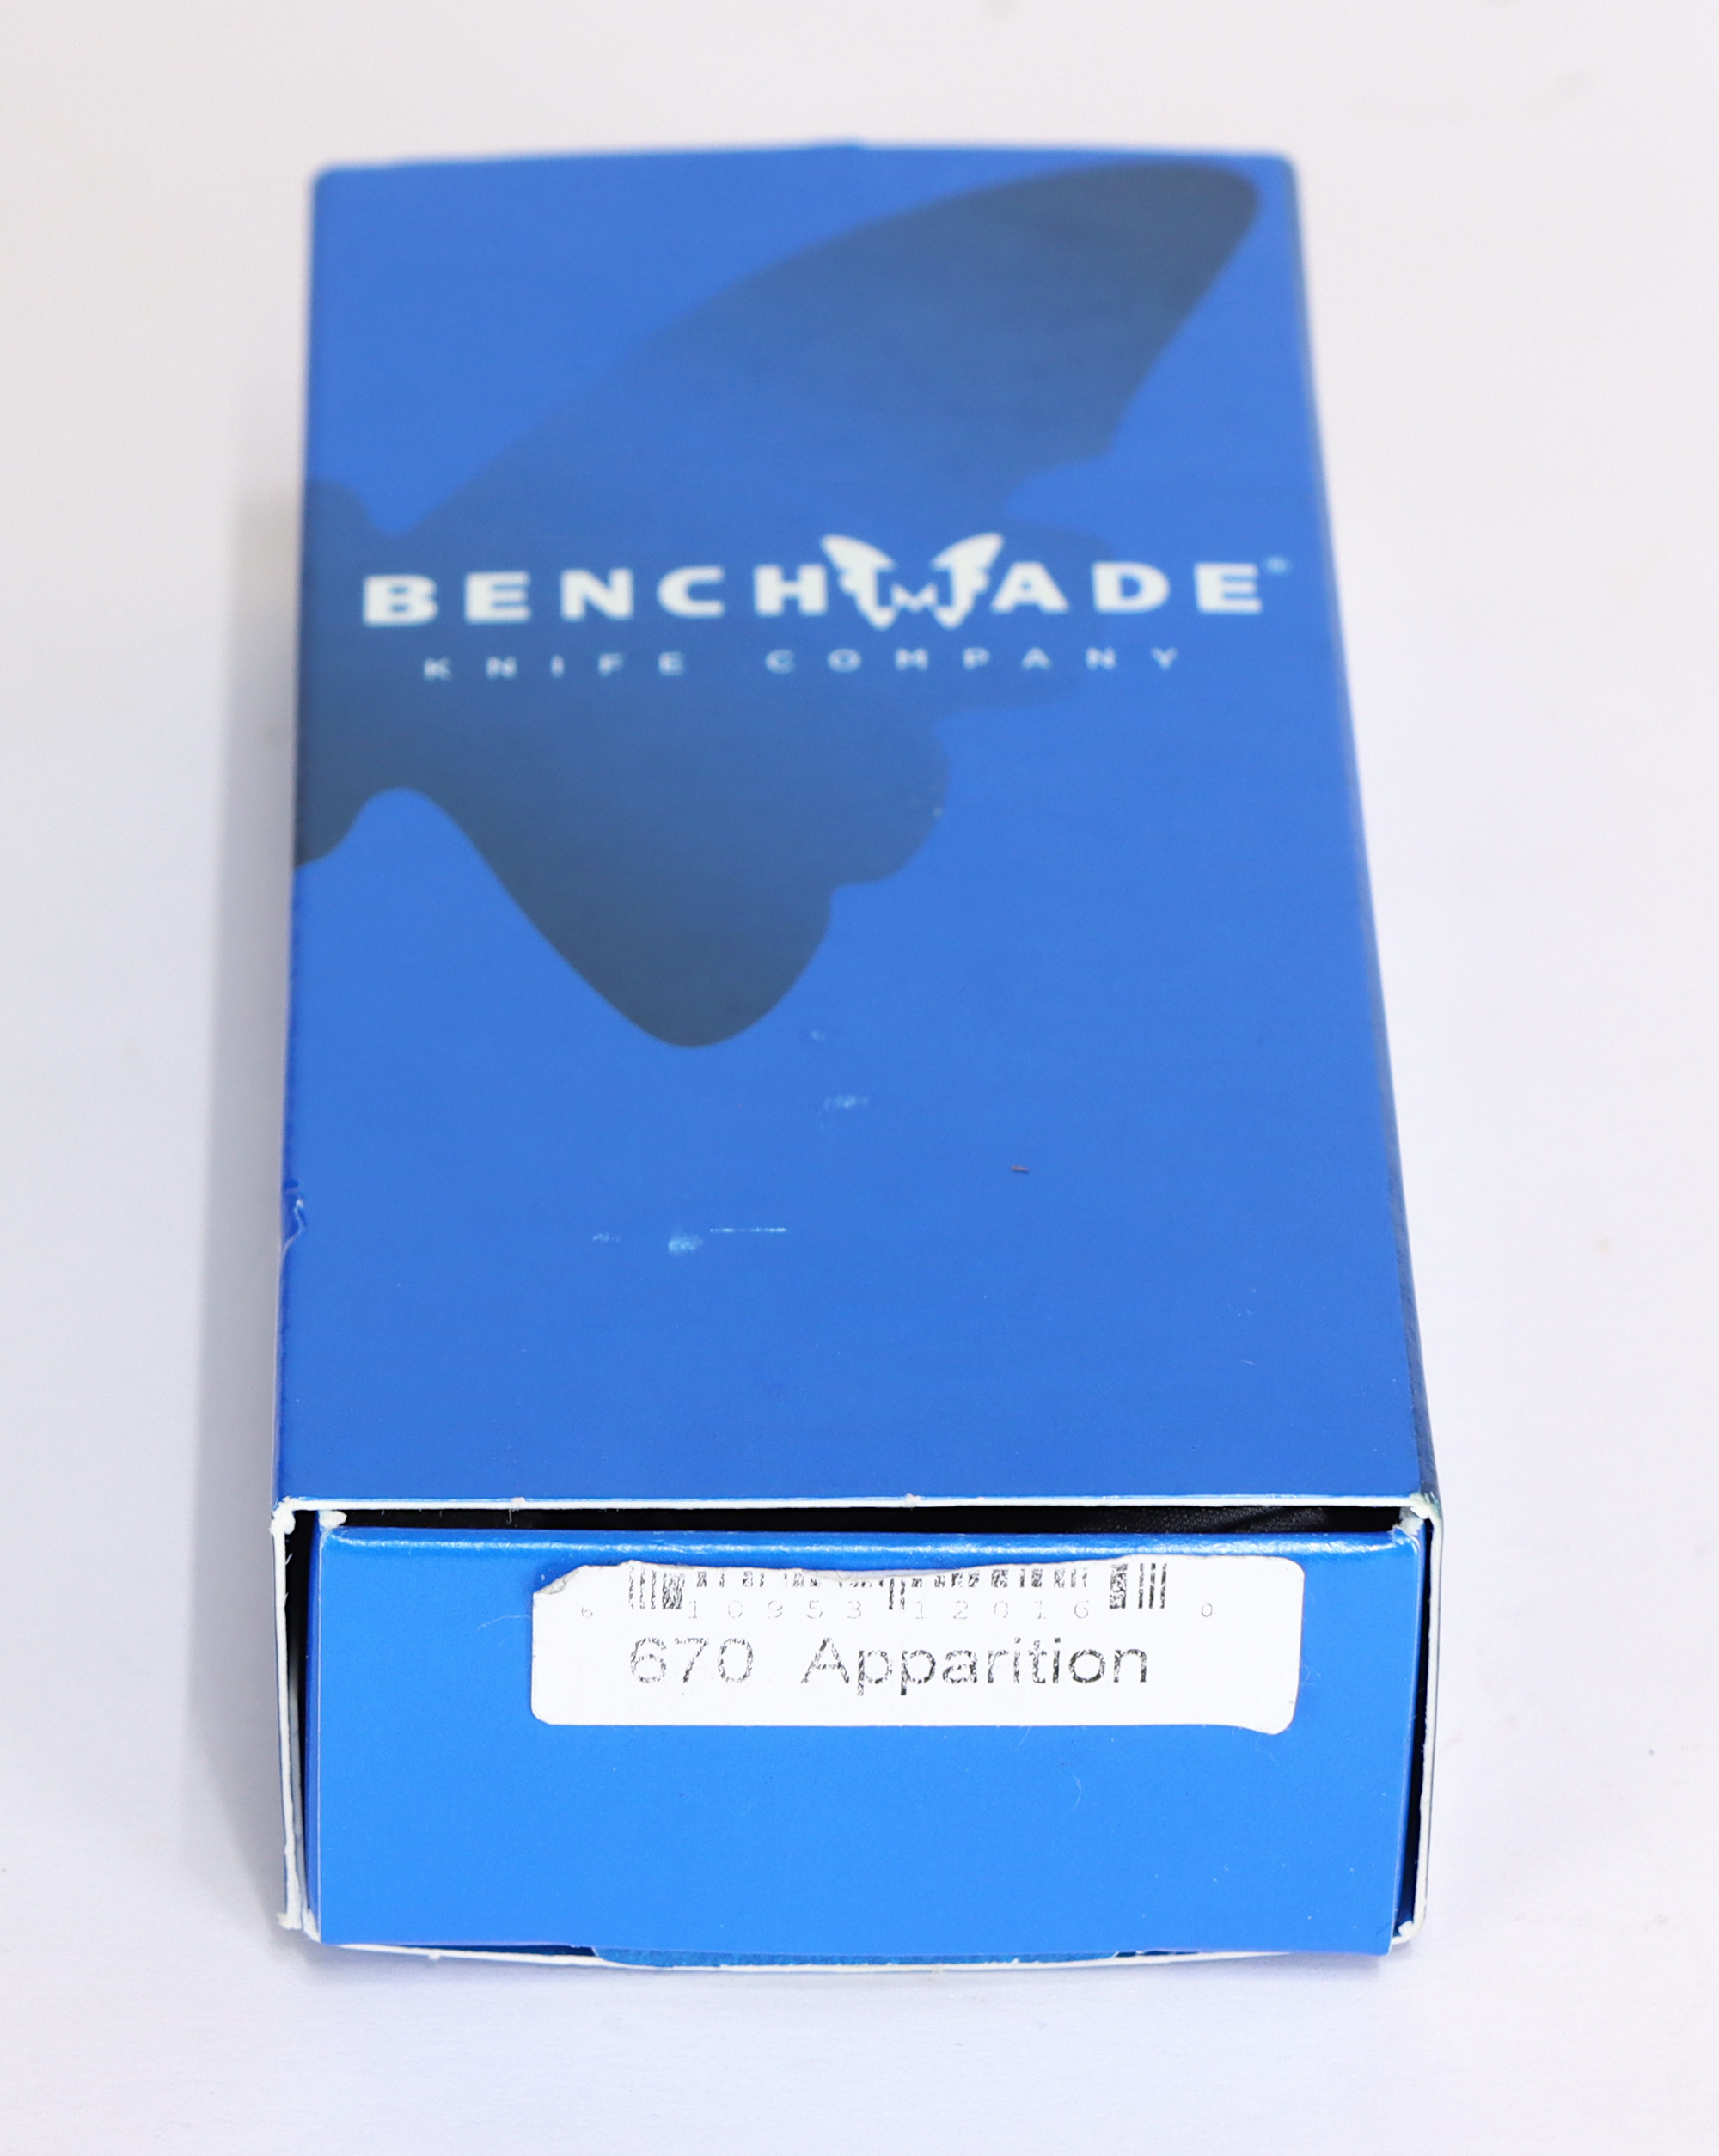 BENCHMADE®
KNIFE COMPANY
6 10953 12016 0
670 Apparition